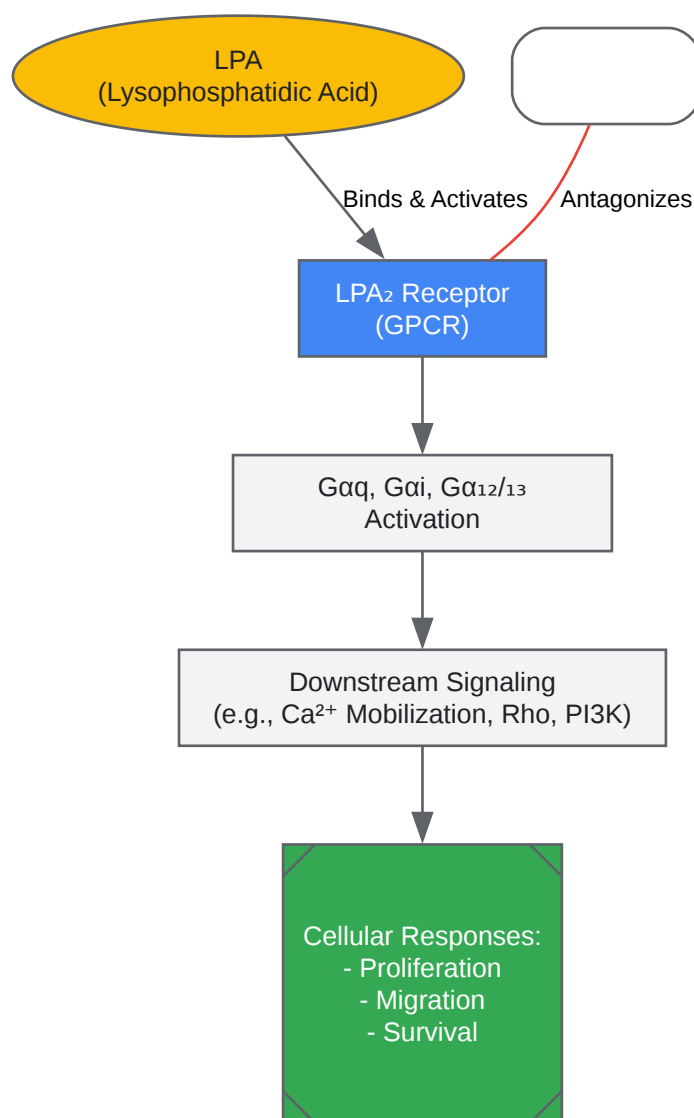 LPA
(Lysophosphatidic Acid)
Binds & Activates
Antagonizes
LPA₂ Receptor
(GPCR)
Gαq, Gαi, Gα₁₂/₁₃
Activation
Downstream Signaling
(e.g., Ca²⁺ Mobilization, Rho, PI3K)
Cellular Responses:
- Proliferation
- Migration
- Survival